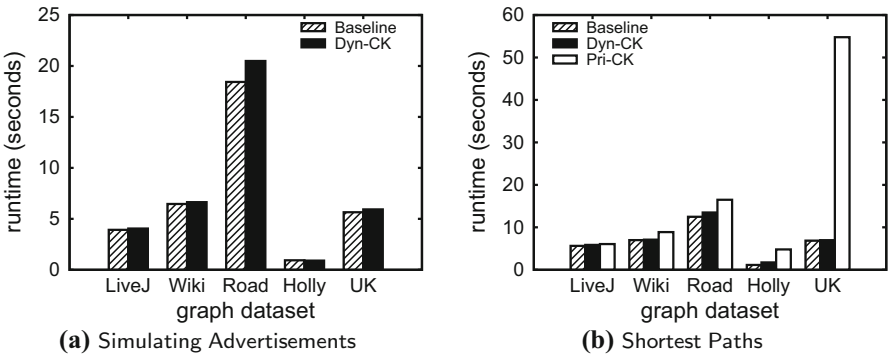 25
20
15
10
5
0
runtime (seconds)
Baseline
Dyn-CK
LiveJ Wiki Road Holly UK
graph dataset
(a) Simulating Advertisements
60
50
40
30
20
10
0
runtime (seconds)
Baseline
Dyn-CK
Pri-CK
LiveJ Wiki Road Holly UK
graph dataset
(b) Shortest Paths